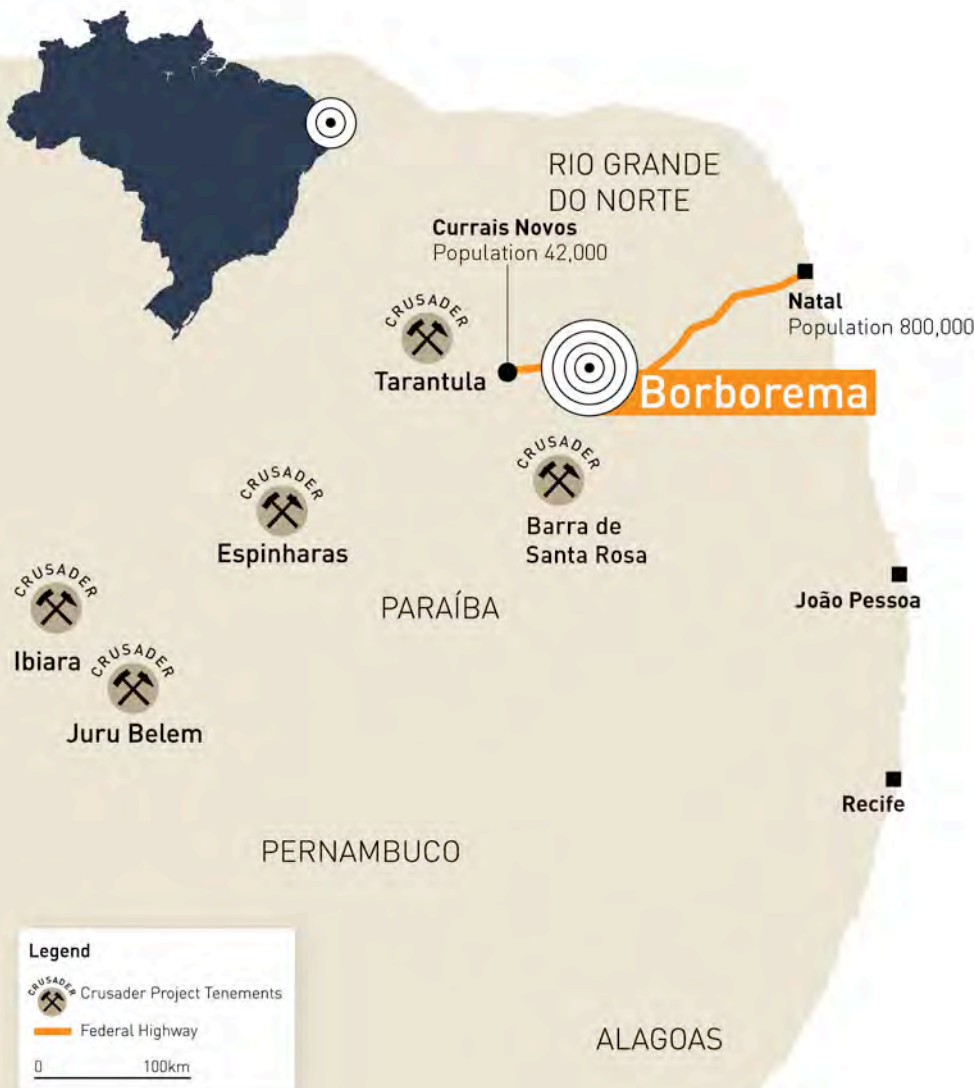 RIO GRANDE
DO NORTE
Currais Novos
Population 42,000
Natal
Population 800,000
CRUSADER
Tarantula
Borborema
CRUSADER
Barra de
Santa Rosa
CRUSADER
Espinharas
João Pessoa
CRUSADER
Ibiara
PARAÍBA
CRUSADER
Juru Belem
Recife
PERNAMBUCO
Legend
CRUSADER
Crusader Project Tenements
Federal Highway
0 100km
ALAGOAS